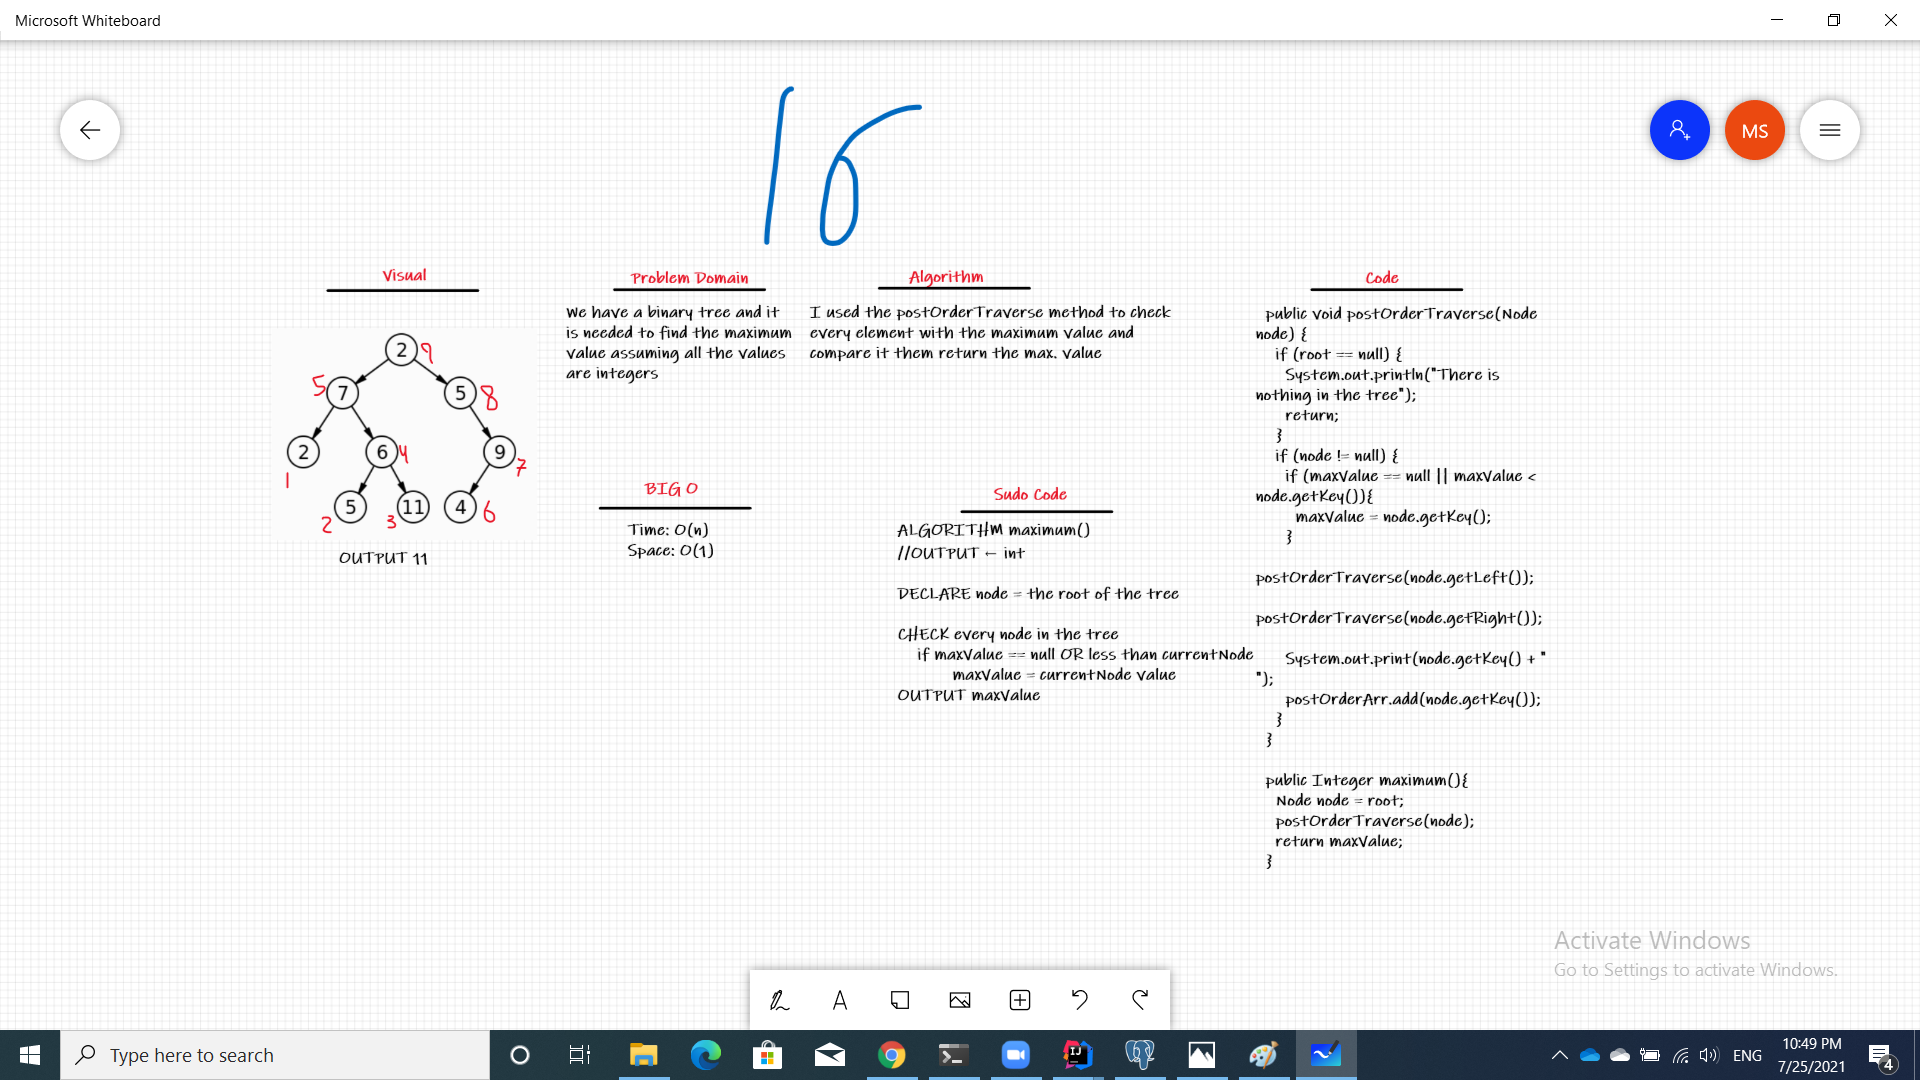 Microsoft Whiteboard
16
MS
Visual
2 9
5 7
5 8
2
6 4
9
1
7
5
11
4 6
2
3
OUTPUT 11
Problem Domain
We have a binary tree and it
is needed to find the maximum
value assuming all the values
are integers
BIG O
Time: O(n)
Space: O(1)
Algorithm
I used the postOrderTraverse method to check
every element with the maximum value and
compare it them return the max. value
Sudo Code
ALGORITHM maximum()
//OUTPUT ← int
DECLARE node = the root of the tree
CHECK every node in the tree
if maxValue == null OR less than currentNode
maxValue = currentNode value
OUTPUT maxValue
Code
public void postOrderTraverse(Node
node) {
if (root == null) {
System.out.println("There is
nothing in the tree");
return;
}
if (node != null) {
if (maxValue == null || maxValue <
node.getKey()){
maxValue = node.getKey();
}
postOrderTraverse(node.getLeft());
postOrderTraverse(node.getRight());
System.out.print(node.getKey() + "
");
postOrderArr.add(node.getKey());
}
}
public Integer maximum(){
Node node = root;
postOrderTraverse(node);
return maxValue;
}
Activate Windows
Go to Settings to activate Windows.
Type here to search
ENG
10:49 PM
7/25/2021
4